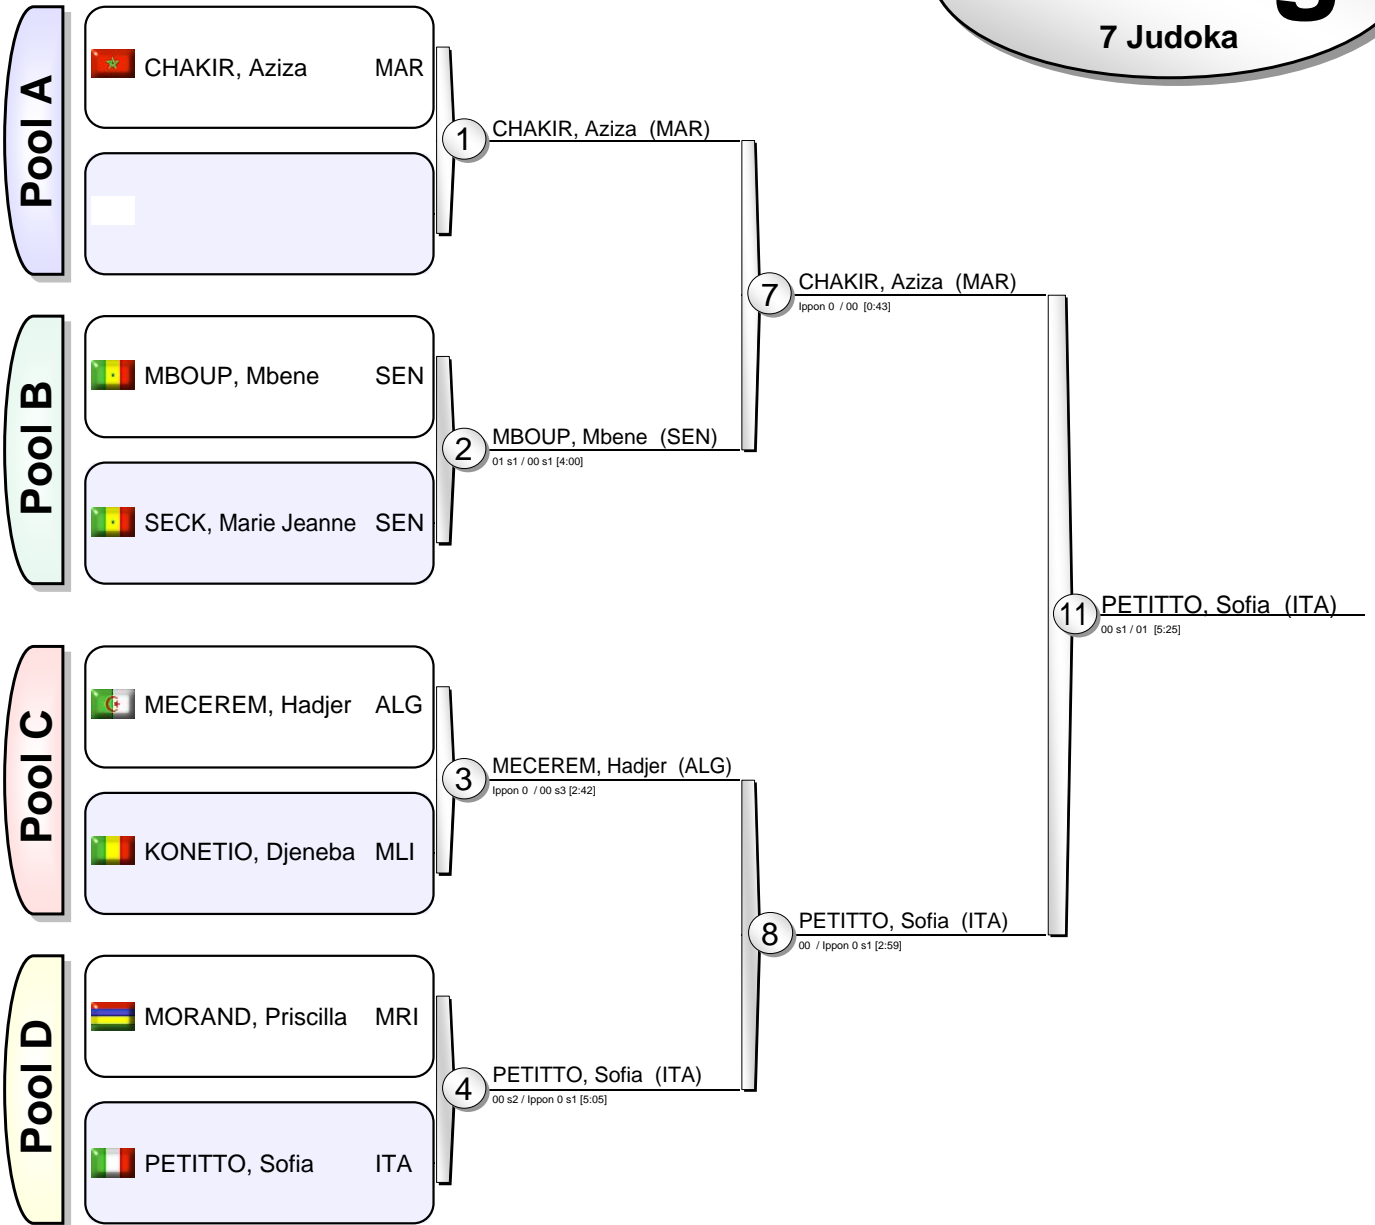 7 Judoka
Pool A
CHAKIR, Aziza MAR
1 CHAKIR, Aziza (MAR)
7 CHAKIR, Aziza (MAR)
Ippon 0 / 00 [0:43]
Pool B
MBOUP, Mbene SEN
2 MBOUP, Mbene (SEN)
01 s1 / 00 s1 [4:00]
SECK, Marie Jeanne SEN
11 PETITTO, Sofia (ITA)
00 s1 / 01 [5:25]
Pool C
MECEREM, Hadjer ALG
3 MECEREM, Hadjer (ALG)
Ippon 0 / 00 s3 [2:42]
KONETIO, Djeneba MLI
8 PETITTO, Sofia (ITA)
00 / Ippon 0 s1 [2:59]
Pool D
MORAND, Priscilla MRI
4 PETITTO, Sofia (ITA)
00 s2 / Ippon 0 s1 [5:05]
PETITTO, Sofia ITA